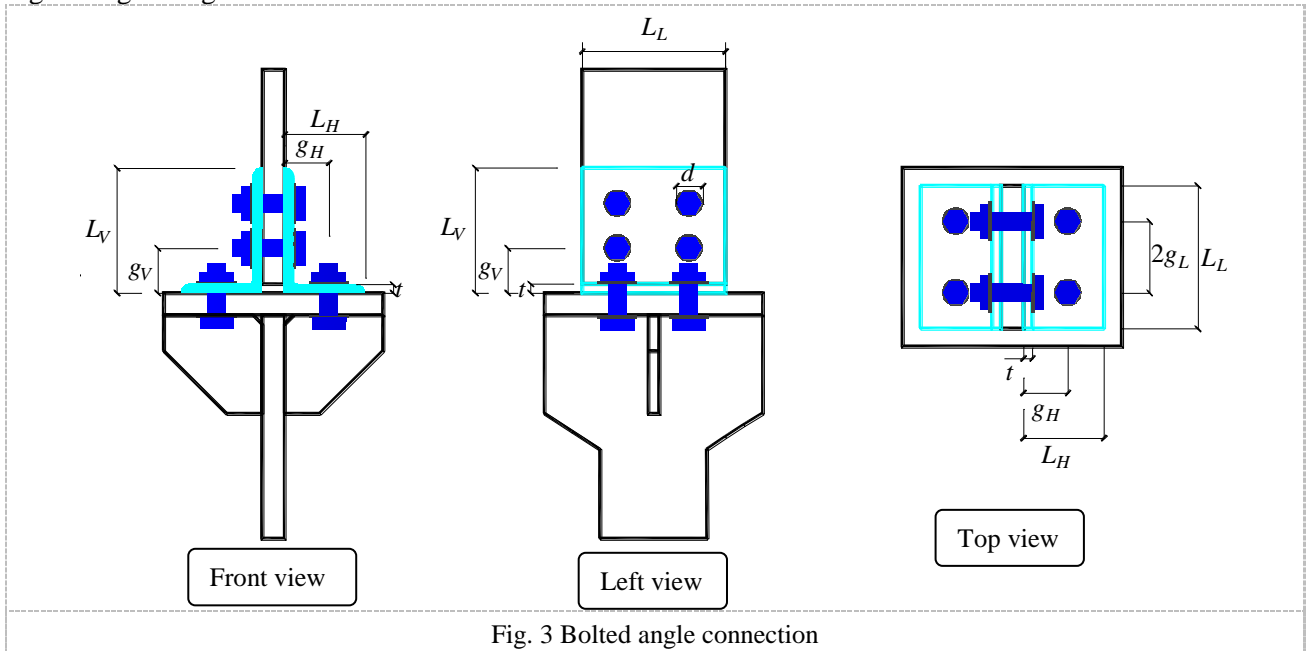 L_L
L_H
g_H
L_V
g_V
t
Front view
L_L
d
L_V
g_V
t
Left view
2g_L
L_L
t
g_H
L_H
Top view
Fig. 3 Bolted angle connection